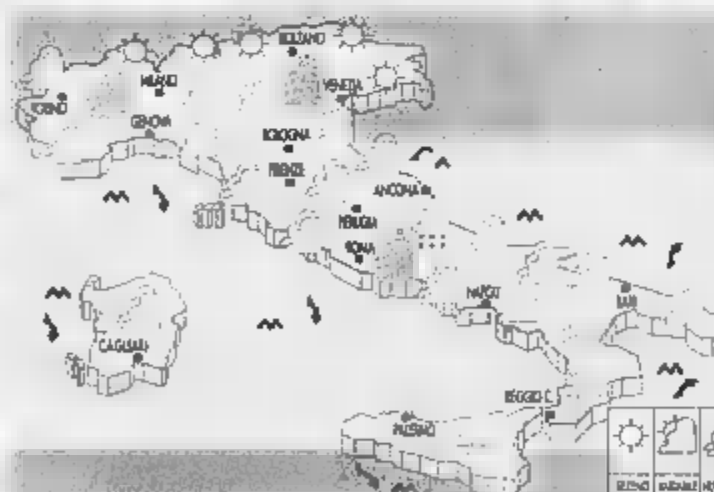 BOLZANO
MILANO
VENEZIA
TORINO
GENOVA
BOLOGNA
FIRENZE
ANCONA
PERUGIA
ROMA
NAPOLI
BARI
CAGLIARI
REGGIO C.
PALERMO
SERENO
VARIABILE